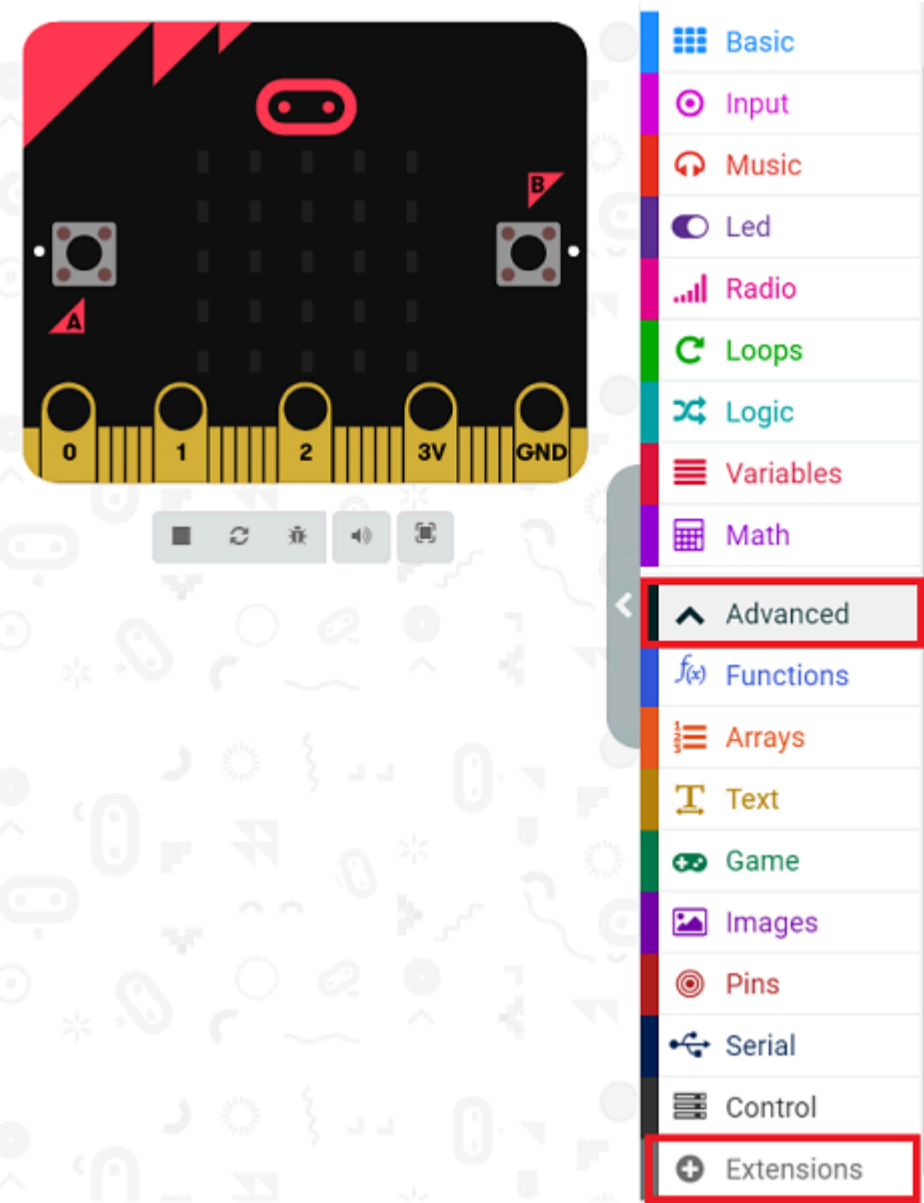 B
A
0
1
2
3V
GND
Basic
Input
Music
Led
Radio
Loops
Logic
Variables
Math
Advanced
f(x) Functions
Arrays
Text
Game
Images
Pins
Serial
Control
Extensions